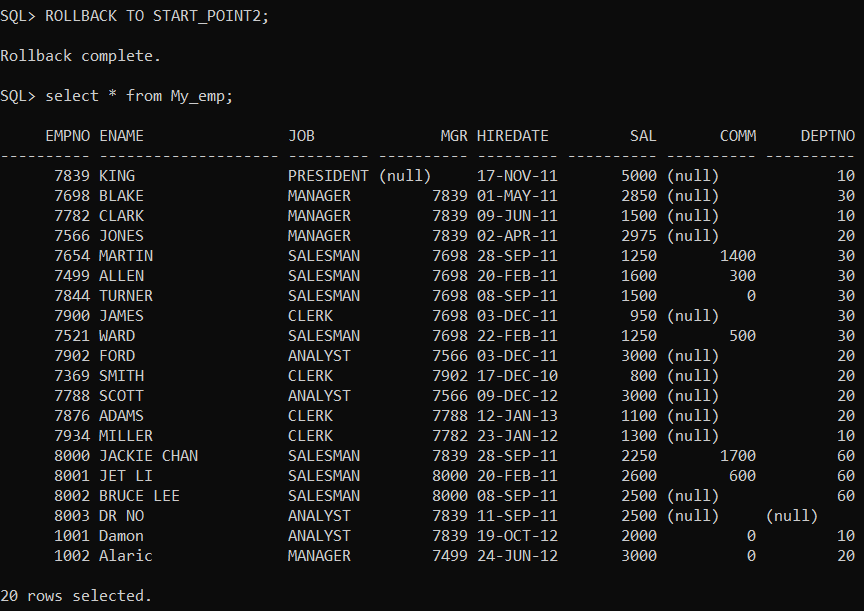 SQL> ROLLBACK TO START_POINT2;
Rollback complete.
SQL> select * from My_emp;
     EMPNO ENAME                JOB              MGR HIREDATE         SAL       COMM     DEPTNO
---------- -------------------- --------- ---------- --------- ---------- ---------- ----------
      7839 KING                 PRESIDENT (null)     17-NOV-11       5000 (null)             10
      7698 BLAKE                MANAGER         7839 01-MAY-11       2850 (null)             30
      7782 CLARK                MANAGER         7839 09-JUN-11       1500 (null)             10
      7566 JONES                MANAGER         7839 02-APR-11       2975 (null)             20
      7654 MARTIN               SALESMAN        7698 28-SEP-11       1250       1400         30
      7499 ALLEN                SALESMAN        7698 20-FEB-11       1600        300         30
      7844 TURNER               SALESMAN        7698 08-SEP-11       1500          0         30
      7900 JAMES                CLERK           7698 03-DEC-11        950 (null)             30
      7521 WARD                 SALESMAN        7698 22-FEB-11       1250        500         30
      7902 FORD                 ANALYST         7566 03-DEC-11       3000 (null)             20
      7369 SMITH                CLERK           7902 17-DEC-10        800 (null)             20
      7788 SCOTT                ANALYST         7566 09-DEC-12       3000 (null)             20
      7876 ADAMS                CLERK           7788 12-JAN-13       1100 (null)             20
      7934 MILLER               CLERK           7782 23-JAN-12       1300 (null)             10
      8000 JACKIE CHAN          SALESMAN        7839 28-SEP-11       2250       1700         60
      8001 JET LI               SALESMAN        8000 20-FEB-11       2600        600         60
      8002 BRUCE LEE            SALESMAN        8000 08-SEP-11       2500 (null)             60
      8003 DR NO                ANALYST         7839 11-SEP-11       2500 (null)     (null)
      1001 Damon                ANALYST         7839 19-OCT-12       2000          0         10
      1002 Alaric               MANAGER         7499 24-JUN-12       3000          0         20
20 rows selected.